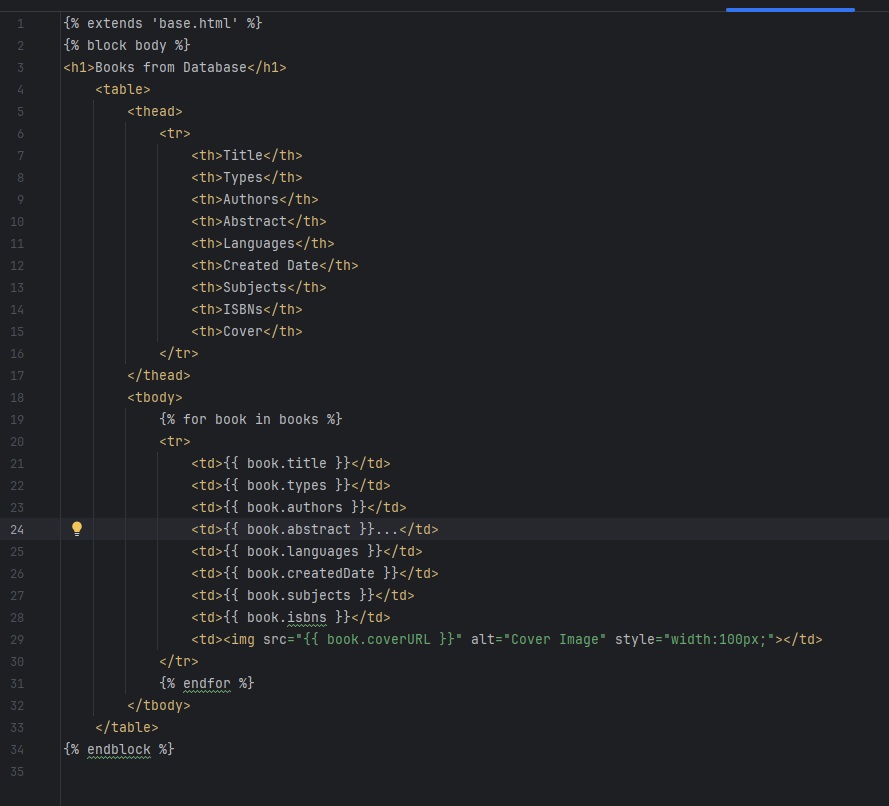 1 {% extends 'base.html' %}
2 {% block body %}
3 <h1>Books from Database</h1>
4     <table>
5         <thead>
6             <tr>
7                 <th>Title</th>
8                 <th>Types</th>
9                 <th>Authors</th>
10                 <th>Abstract</th>
11                 <th>Languages</th>
12                 <th>Created Date</th>
13                 <th>Subjects</th>
14                 <th>ISBNs</th>
15                 <th>Cover</th>
16             </tr>
17         </thead>
18         <tbody>
19             {% for book in books %}
20             <tr>
21                 <td>{{ book.title }}</td>
22                 <td>{{ book.types }}</td>
23                 <td>{{ book.authors }}</td>
24                 <td>{{ book.abstract }}...</td>
25                 <td>{{ book.languages }}</td>
26                 <td>{{ book.createdDate }}</td>
27                 <td>{{ book.subjects }}</td>
28                 <td>{{ book.isbns }}</td>
29                 <td><img src="{{ book.coverURL }}" alt="Cover Image" style="width:100px;"></td>
30             </tr>
31             {% endfor %}
32         </tbody>
33     </table>
34 {% endblock %}
35